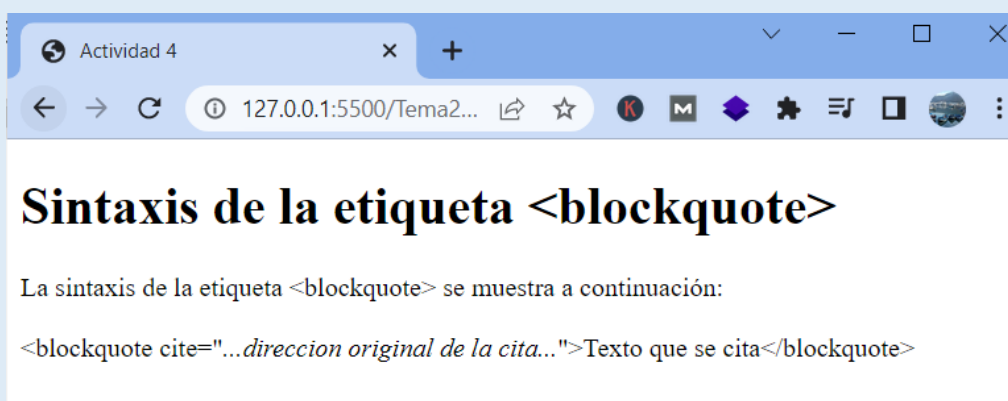 Actividad 4
127.0.0.1:5500/Tema2...
K
M
Sintaxis de la etiqueta <blockquote>
La sintaxis de la etiqueta <blockquote> se muestra a continuación:
<blockquote cite="...direccion original de la cita...">Texto que se cita</blockquote>